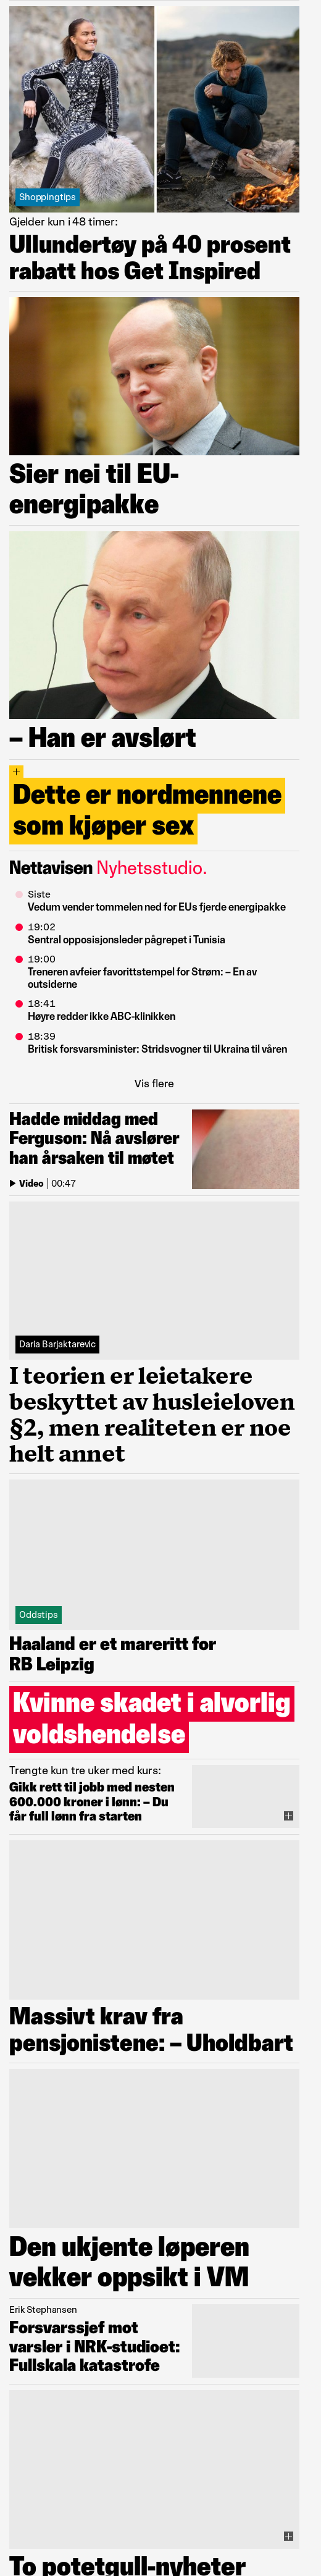 Shoppingtips
Gjelder kun i 48 timer:
Ullundertøy på 40 prosent
rabatt hos Get Inspired
Sier nei til EU-
energipakke
– Han er avslørt
Dette er nordmennene
som kjøper sex
Nettavisen Nyhetsstudio.
Siste
Vedum vender tommelen ned for EUs fjerde energipakke
19:02
Sentral opposisjonsleder pågrepet i Tunisia
19:00
Treneren avfeier favorittstempel for Strøm: – En av
outsiderne
18:41
Høyre redder ikke ABC-klinikken
18:39
Britisk forsvarsminister: Stridsvogner til Ukraina til våren
Vis flere
Hadde middag med
Ferguson: Nå avslører
han årsaken til møtet
Video | 00:47
Daria Barjaktarevic
I teorien er leietakere
beskyttet av husleieloven
§2, men realiteten er noe
helt annet
Oddstips
Haaland er et mareritt for
RB Leipzig
Kvinne skadet i alvorlig
voldshendelse
Trengte kun tre uker med kurs:
Gikk rett til jobb med nesten
600.000 kroner i lønn: – Du
får full lønn fra starten
Massivt krav fra
pensjonistene: – Uholdbart
Den ukjente løperen
vekker oppsikt i VM
Erik Stephansen
Forsvarssjef mot
varsler i NRK-studioet:
Fullskala katastrofe
To potetgull-nyheter